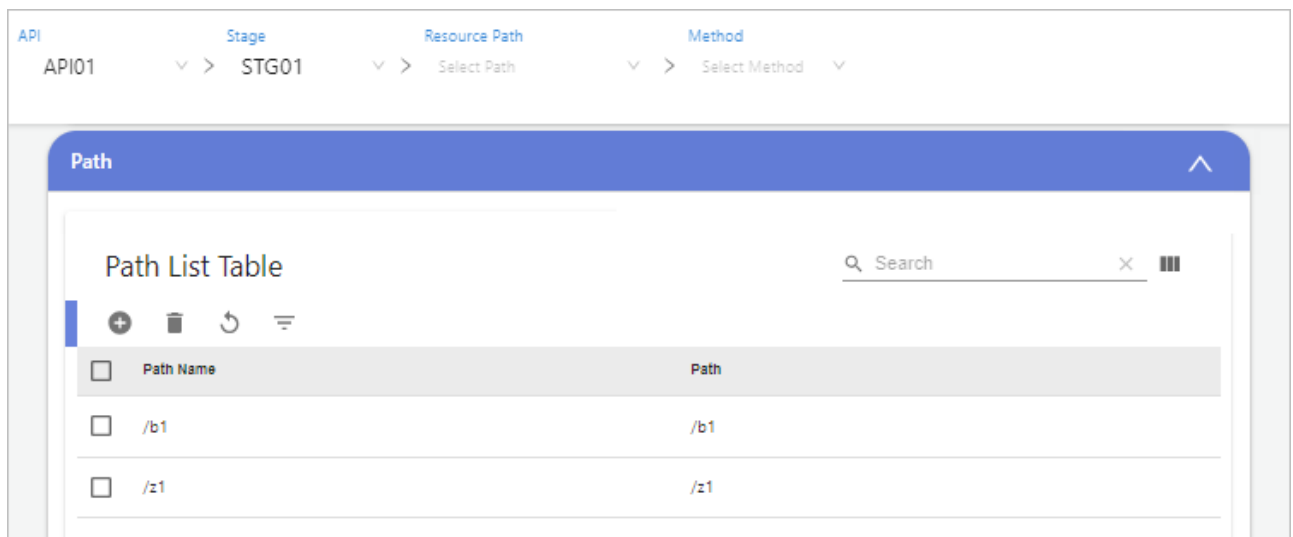 API Stage Resource Path Method
API01 > STG01 > Select Path > Select Method
Path
Path List Table Search
Path Name Path
/b1 /b1
/z1 /z1